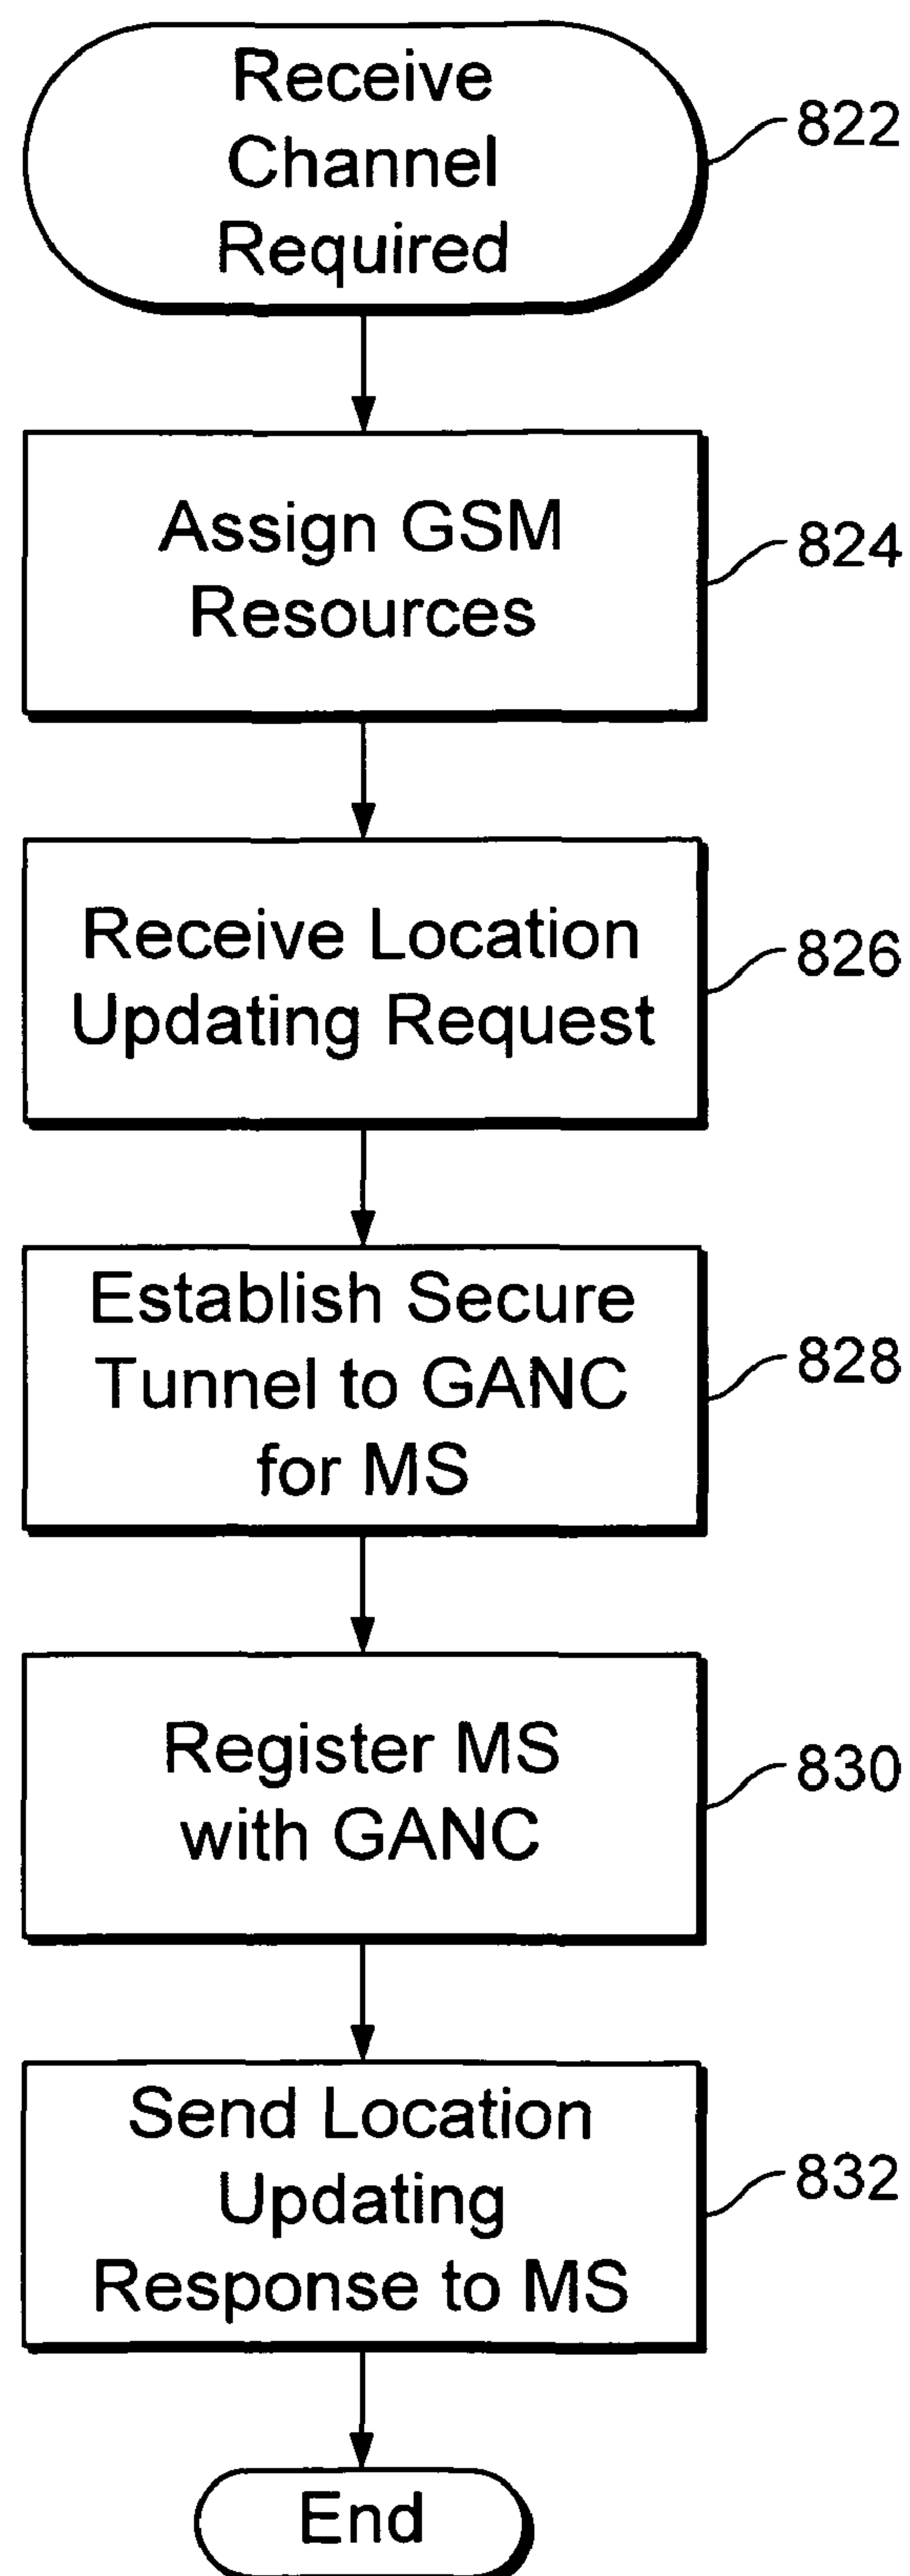 Receive
Channel
Required
822
Assign GSM
Resources
824
Receive Location
Updating Request
826
Establish Secure
Tunnel to GANC
for MS
828
Register MS
with GANC
830
Send Location
Updating
Response to MS
832
End